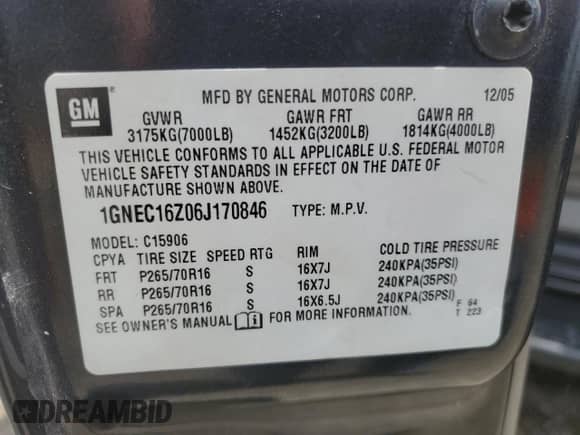 GM MFD BY GENERAL MOTORS CORP. 12/05
GVWR GAWR FRT GAWR RR
3175KG(7000LB) 1452KG(3200LB) 1814KG(4000LB)
THIS VEHICLE CONFORMS TO ALL APPLICABLE U.S. FEDERAL MOTOR
VEHICLE SAFETY STANDARDS IN EFFECT ON THE DATE OF
MANUFACTURE SHOWN ABOVE.
1GNEC16Z06J170846 TYPE: M.P.V.
MODEL: C15906
CPYA TIRE SIZE SPEED RTG RIM COLD TIRE PRESSURE
FRT P265/70R16 S 16X7J 240KPA(35PSI)
RR P265/70R16 S 16X7J 240KPA(35PSI)
SPA P265/70R16 S 16X6.5J 240KPA(35PSI) F 64
SEE OWNER'S MANUAL FOR MORE INFORMATION. T 223
DREAMBID